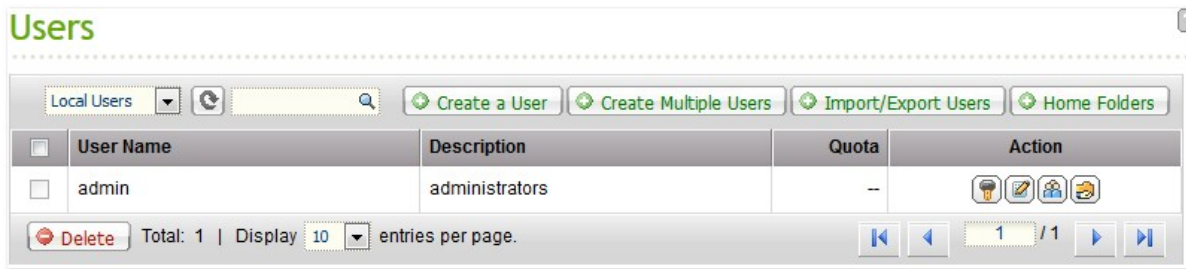 Users
Local Users Create a User Create Multiple Users Import/Export Users Home Folders
User Name Description Quota Action
admin administrators --
Delete Total: 1 | Display 10 entries per page. 1 / 1